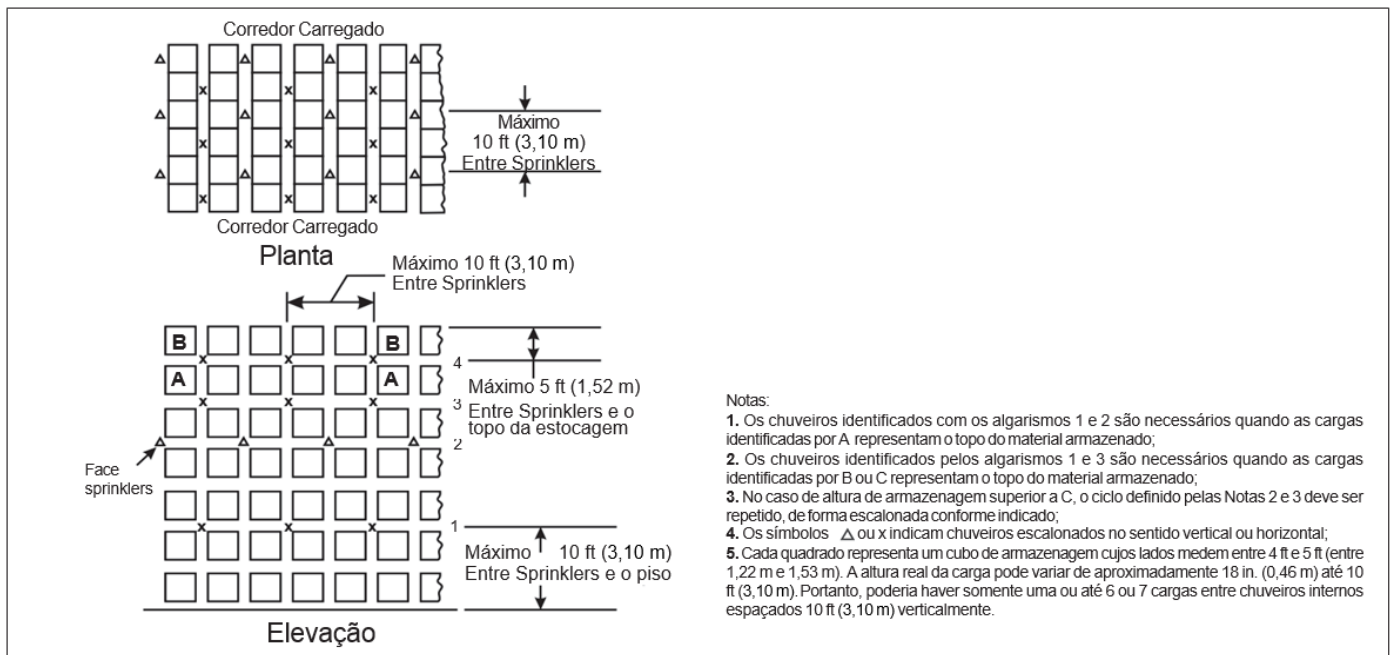 Corredor Carregado
x x x
Máximo
10 ft (3,10 m)
Entre Sprinklers
x x x
x x x
Corredor Carregado
Planta
Máximo 10 ft (3,10 m)
Entre Sprinklers
B B
x x x 4
A A
Máximo 5 ft (1,52 m)
Entre Sprinklers e o
topo da estocagem
x x x 3
2
Face
sprinklers
x x x 1
Máximo 10 ft (3,10 m)
Entre Sprinklers e o piso
Elevação
Notas:
1. Os chuveiros identificados com os algarismos 1 e 2 são necessários quando as cargas
identificadas por A representam o topo do material armazenado;
2. Os chuveiros identificados pelos algarismos 1 e 3 são necessários quando as cargas
identificadas por B ou C representam o topo do material armazenado;
3. No caso de altura de armazenagem superior a C, o ciclo definido pelas Notas 2 e 3 deve ser
repetido, de forma escalonada conforme indicado;
4. Os símbolos △ ou x indicam chuveiros escalonados no sentido vertical ou horizontal;
5. Cada quadrado representa um cubo de armazenagem cujos lados medem entre 4 ft e 5 ft (entre
1,22 m e 1,53 m). A altura real da carga pode variar de aproximadamente 18 in. (0,46 m) até 10
ft (3,10 m). Portanto, poderia haver somente uma ou até 6 ou 7 cargas entre chuveiros internos
espaçados 10 ft (3,10 m) verticalmente.